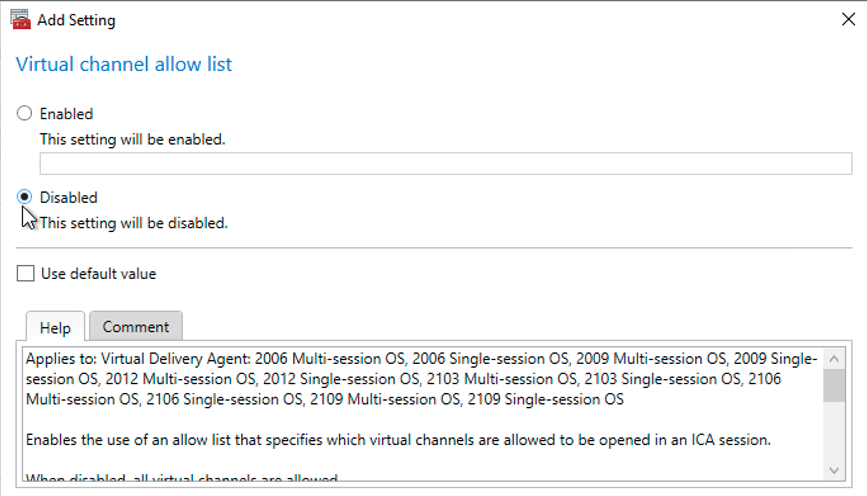 Add Setting
Virtual channel allow list
Enabled
This setting will be enabled.
Disabled
This setting will be disabled.
Use default value
Help
Comment
Applies to: Virtual Delivery Agent: 2006 Multi-session OS, 2006 Single-session OS, 2009 Multi-session OS, 2009 Single-
session OS, 2012 Multi-session OS, 2012 Single-session OS, 2103 Multi-session OS, 2103 Single-session OS, 2106
Multi-session OS, 2106 Single-session OS, 2109 Multi-session OS, 2109 Single-session OS
Enables the use of an allow list that specifies which virtual channels are allowed to be opened in an ICA session.
When disabled, all virtual channels are allowed.